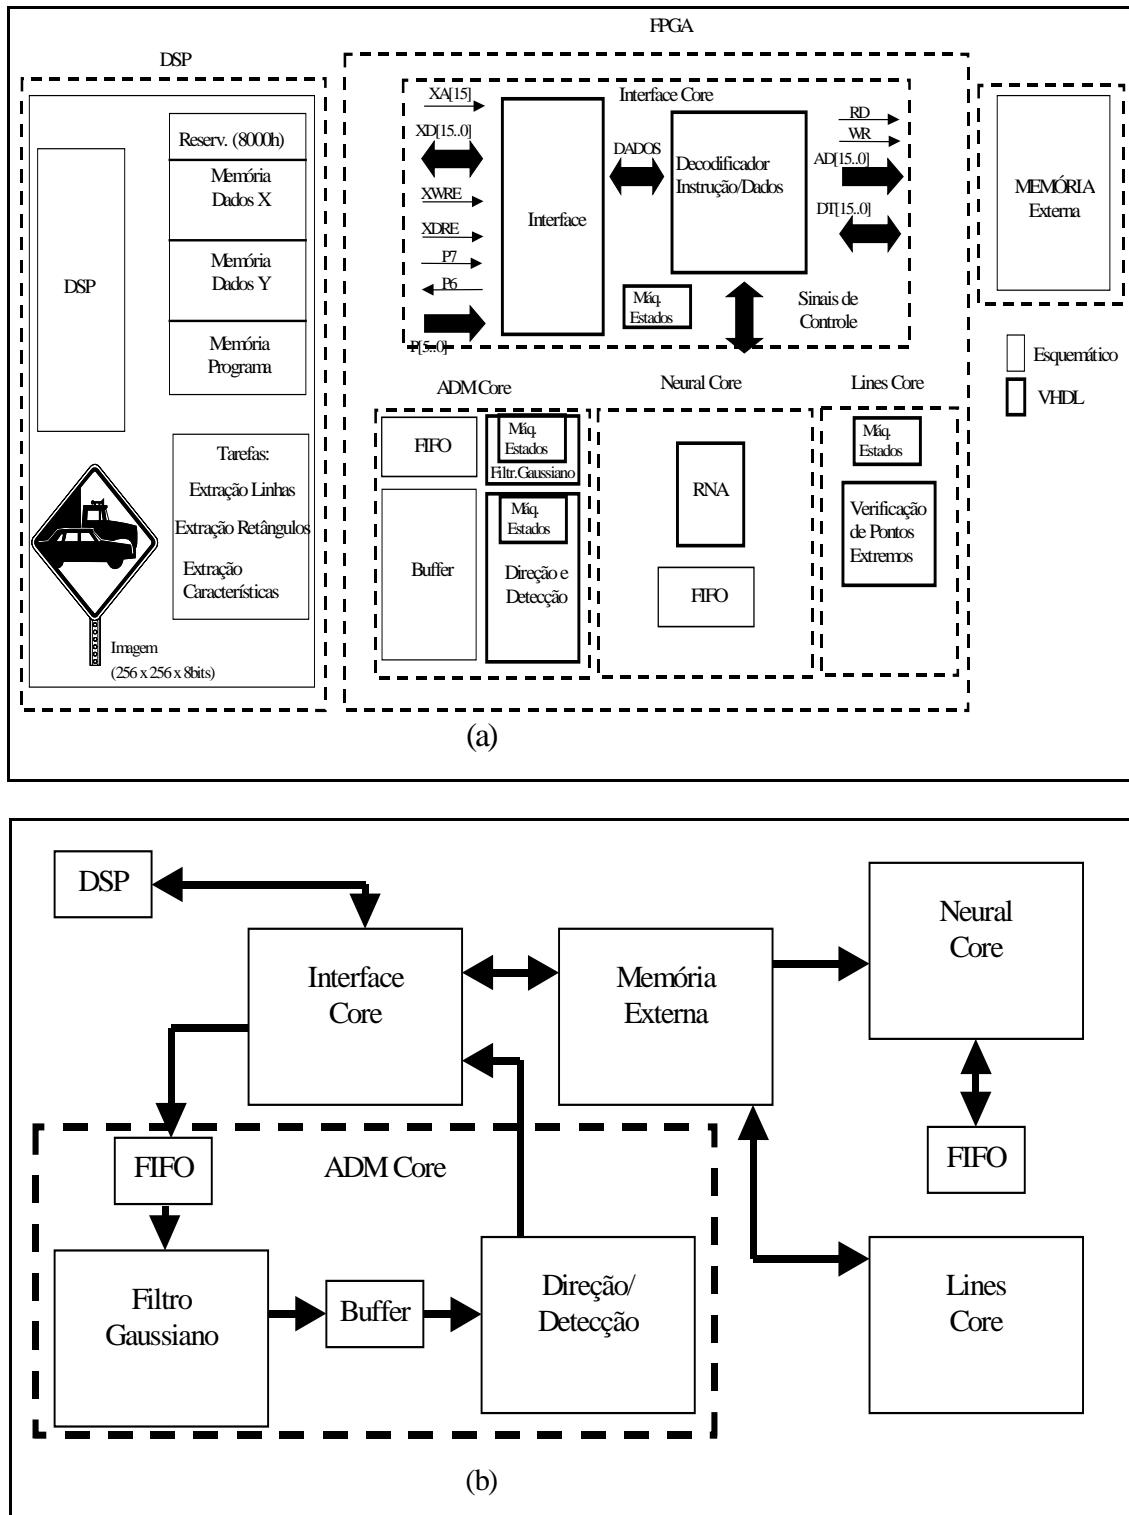 FPGA
DSP
Reserv. (8000h)
Memória
Dados X
Memória
Dados Y
Memória
Programa
DSP
Tarefas:
Extração Linhas
Extração Retângulos
Extração
Características
Imagem
(256 x 256 x 8bits)
Interface Core
XA[15]
XD[15..0]
XWRE
XDRE
P7
P6
P[5..0]
Interface
DADOS
Decodificador
Instrução/Dados
Máq.
Estados
RD
WR
AD[15..0]
DT[15..0]
Sinais de
Controle
MEMÓRIA
Externa
Esquemático
VHDL
ADM Core
FIFO
Máq.
Estados
Filtr.Gaussiano
Buffer
Máq.
Estados
Direção e
Detecção
Neural Core
RNA
FIFO
Lines Core
Máq.
Estados
Verificação
de Pontos
Extremos
(a)
DSP
Interface
Core
Memória
Externa
Neural
Core
FIFO
ADM Core
FIFO
Filtro
Gaussiano
Buffer
Direção/
Detecção
Lines
Core
(b)